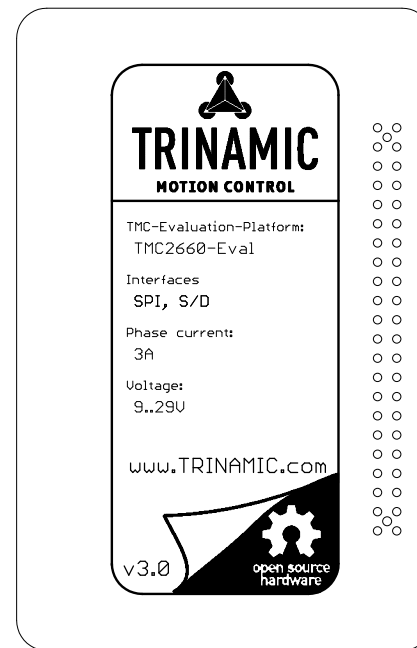 TRINAMIC
MOTION CONTROL
TMC-Evaluation-Platform:
TMC2660-Eval
Interfaces
SPI, S/D
Phase current:
3A
Voltage:
9..29V
www.TRINAMIC.com
v3.0
open source
hardware